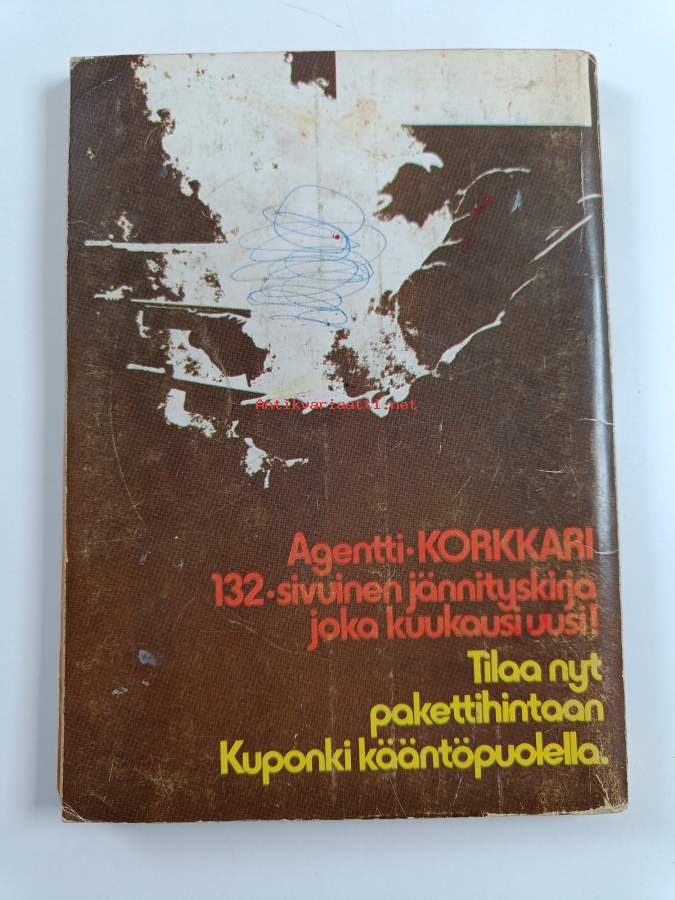 Antikvariaatti.net
Agentti·KORKKARI
132·sivuinen jännityskirja
joka kuukausi uusi!
Tilaa nyt
pakettihintaan
Kuponki kääntöpuolella.